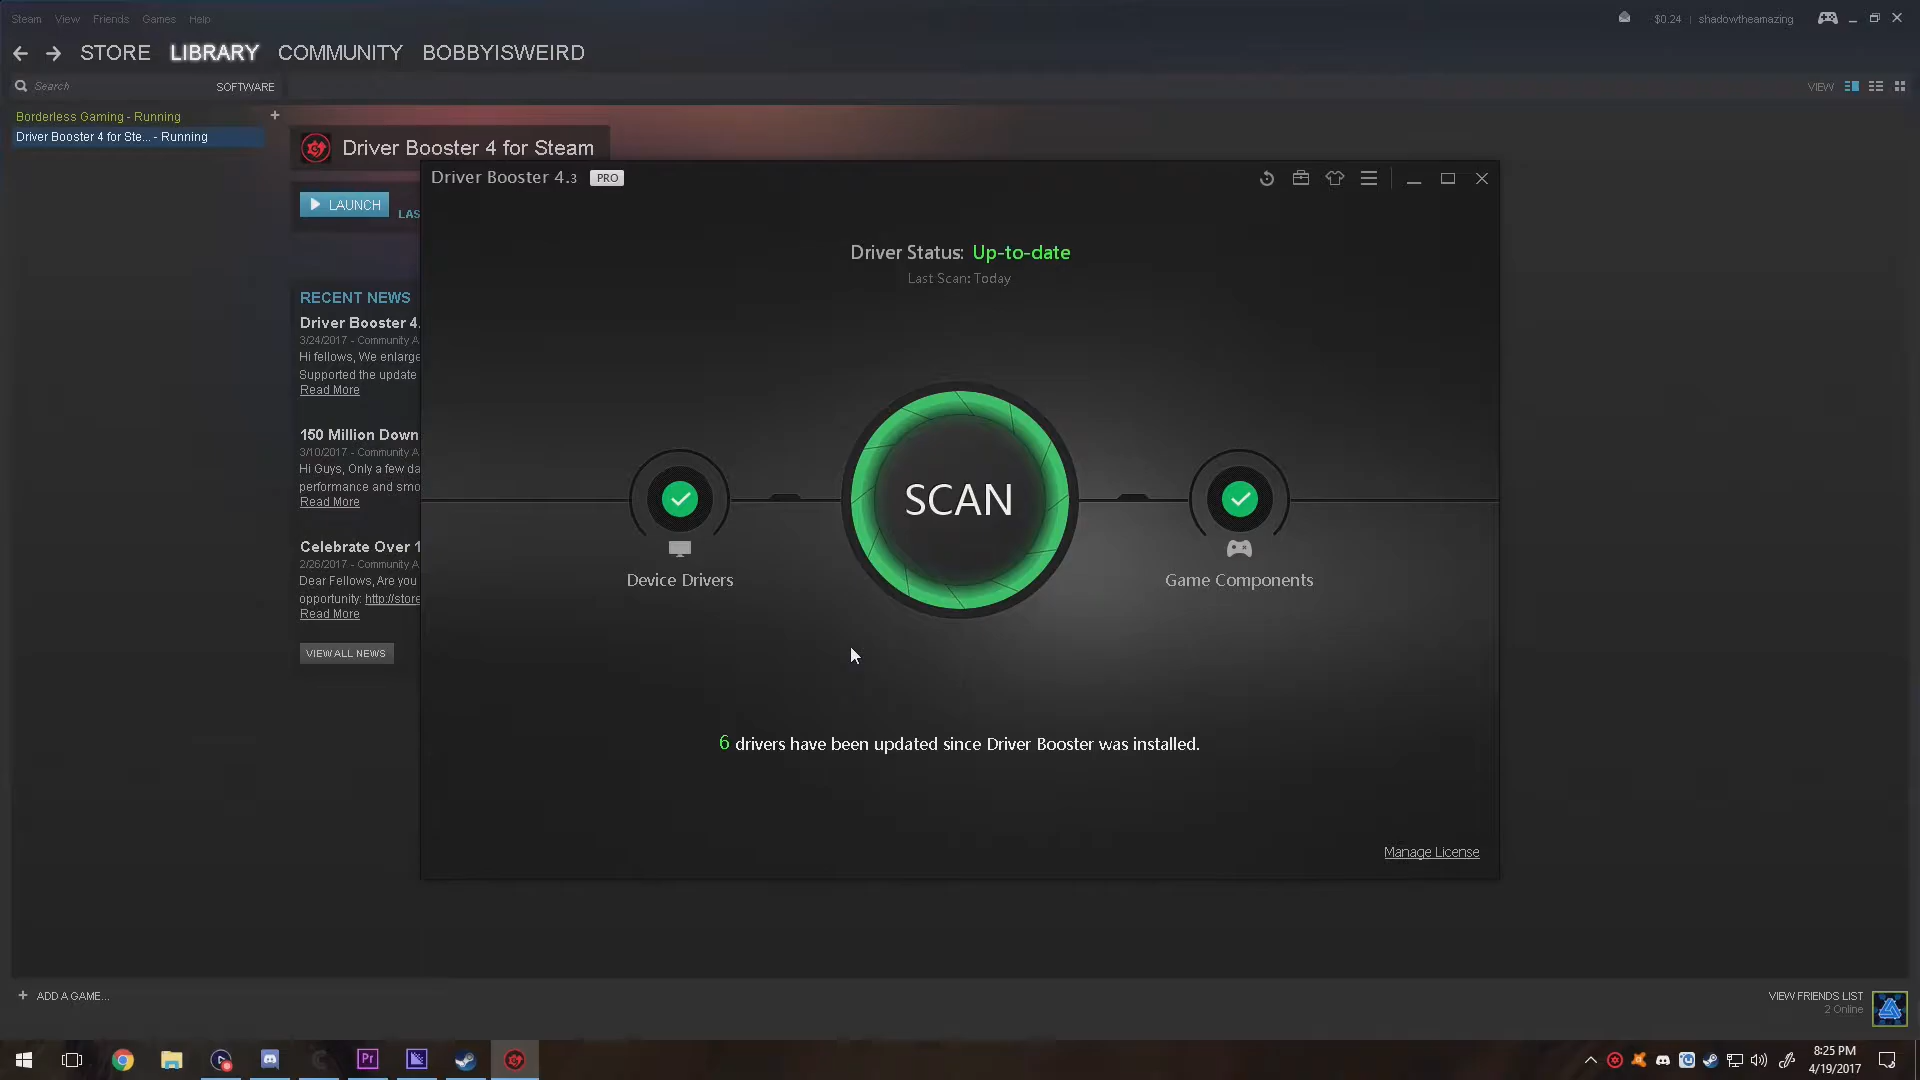 Steam View Friends Games Help
$0.24 | shadowtheamazing
STORE LIBRARY COMMUNITY BOBBYISWEIRD
Search
SOFTWARE
VIEW
Borderless Gaming - Running
Driver Booster 4 for Ste... - Running
Driver Booster 4 for Steam
LAUNCH
LAS
RECENT NEWS
Driver Booster 4.
3/24/2017 - Community A
Hi fellows, We enlarge
Supported the update
Read More
150 Million Down
3/10/2017 - Community A
Hi Guys, Only a few da
performance and smo
Read More
Celebrate Over 1
2/26/2017 - Community A
Dear Fellows, Are you
opportunity: http://store
Read More
VIEW ALL NEWS
Driver Booster 4.3 PRO
Driver Status: Up-to-date
Last Scan: Today
SCAN
Device Drivers
Game Components
6 drivers have been updated since Driver Booster was installed.
Manage License
+ ADD A GAME...
VIEW FRIENDS LIST
2 Online
Pr
8:25 PM
4/19/2017